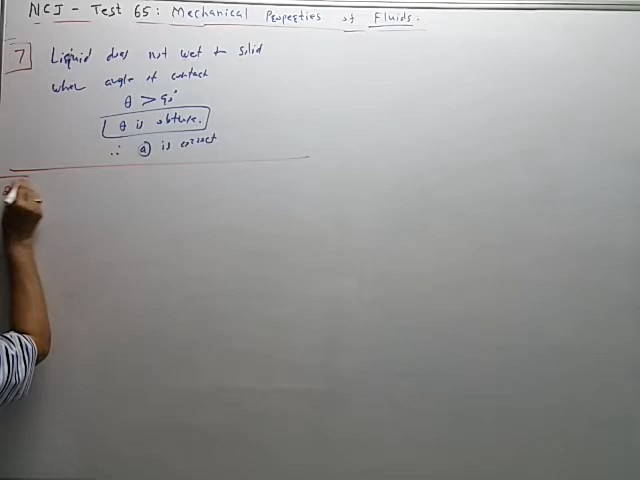 NCJ - Test 65: Mechanical Properties of Fluids.
7 Liquid does not wet the solid
when angle of contact
θ > 90°
θ is obtuse.
∴ (a) is correct